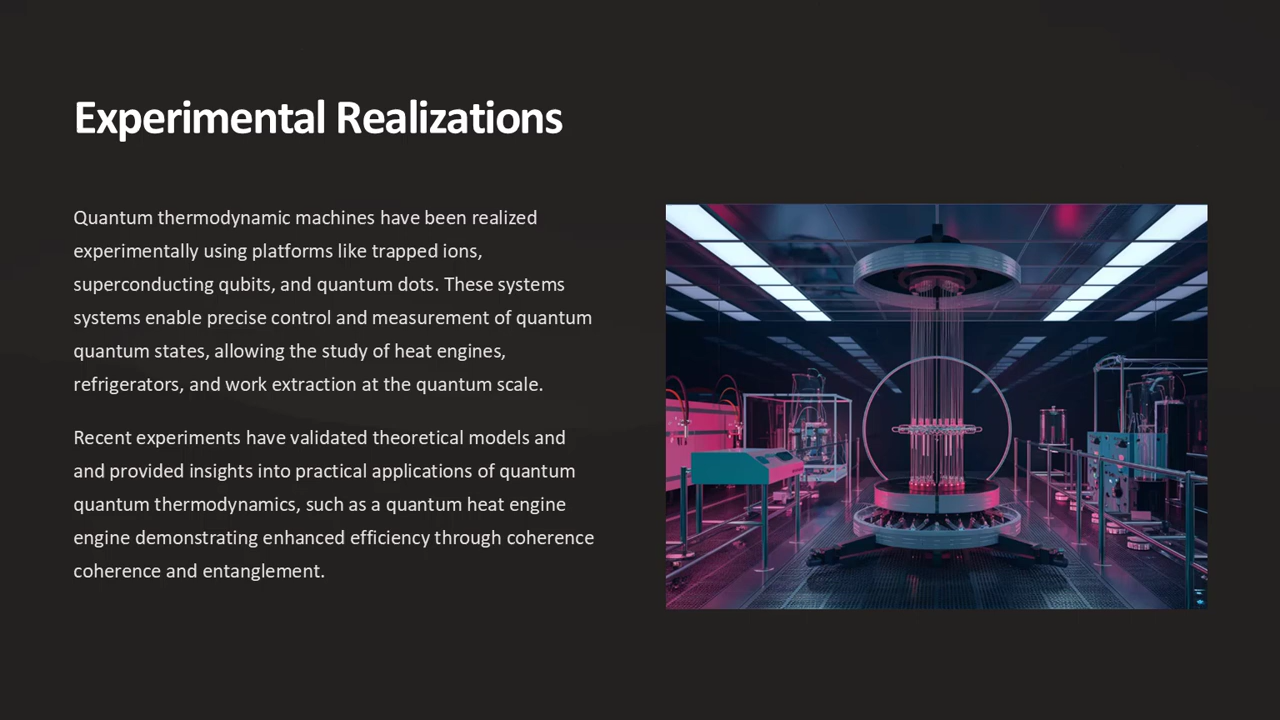 Experimental Realizations
Quantum thermodynamic machines have been realized
experimentally using platforms like trapped ions,
superconducting qubits, and quantum dots. These systems
systems enable precise control and measurement of quantum
quantum states, allowing the study of heat engines,
refrigerators, and work extraction at the quantum scale.
Recent experiments have validated theoretical models and
and provided insights into practical applications of quantum
quantum thermodynamics, such as a quantum heat engine
engine demonstrating enhanced efficiency through coherence
coherence and entanglement.